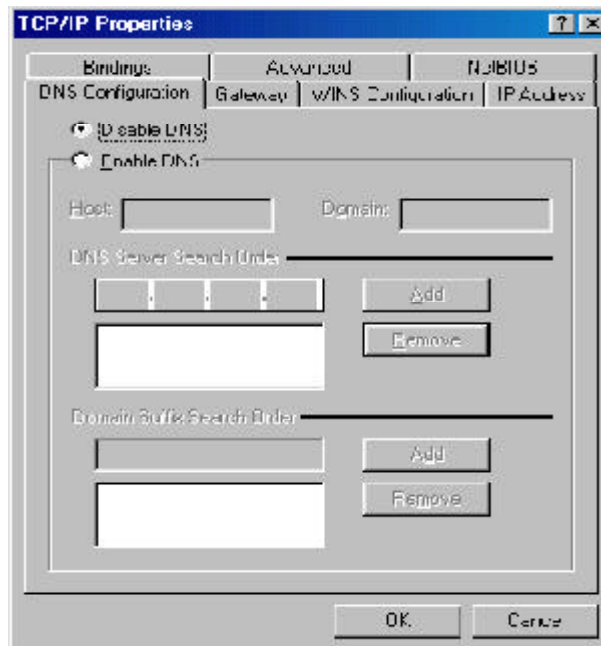 TCP/IP Properties
? ×
Bindings Advanced NetBIOS
DNS Configuration Gateway WINS Configuration IP Address
Disable DNS
Enable DNS
Host: Domain:
DNS Server Search Order
Add
Remove
Domain Suffix Search Order
Add
Remove
OK Cancel